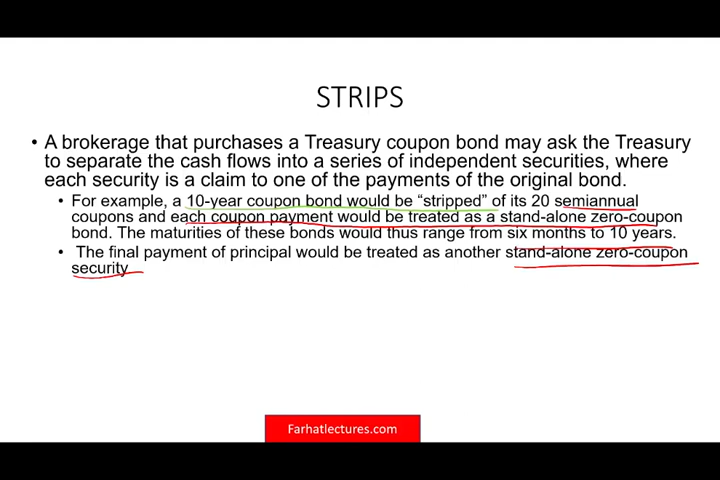 STRIPS
• A brokerage that purchases a Treasury coupon bond may ask the Treasury
to separate the cash flows into a series of independent securities, where
each security is a claim to one of the payments of the original bond.
• For example, a 10-year coupon bond would be “stripped” of its 20 semiannual
coupons and each coupon payment would be treated as a stand-alone zero-coupon
bond. The maturities of these bonds would thus range from six months to 10 years.
• The final payment of principal would be treated as another stand-alone zero-coupon
security
Farhatlectures.com